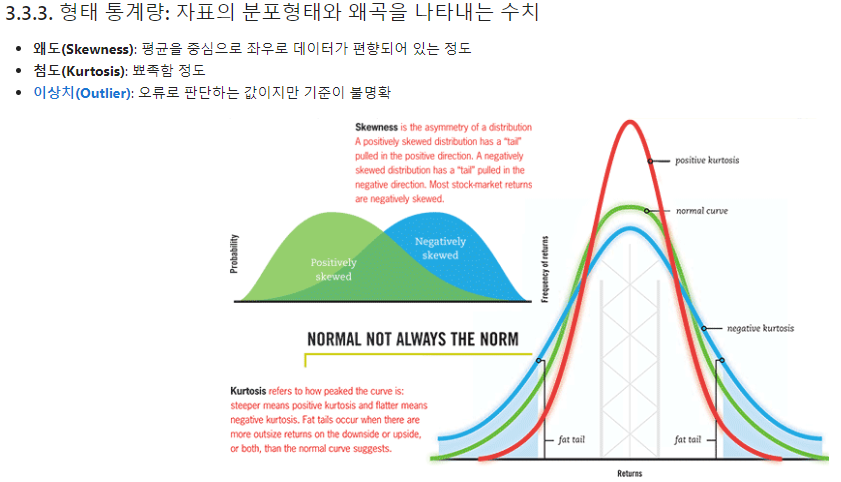 3.3.3. 형태 통계량: 자표의 분포형태와 왜곡을 나타내는 수치
왜도(Skewness): 평균을 중심으로 좌우로 데이터가 편향되어 있는 정도
첨도(Kurtosis): 뾰족함 정도
이상치(Outlier): 오류로 판단하는 값이지만 기준이 불명확
Skewness is the asymmetry of a distribution
A positively skewed distribution has a "tail"
pulled in the positive direction. A negatively
skewed distribution has a "tail" pulled in the
negative direction. Most stock-market returns
are negatively skewed.
Probability
Positively
skewed
Negatively
skewed
NORMAL NOT ALWAYS THE NORM
Kurtosis refers to how peaked the curve is:
steeper means positive kurtosis and flatter means
negative kurtosis. Fat tails occur when there are
more outsize returns on the downside or upside,
or both, than the normal curve suggests.
Frequency of returns
positive kurtosis
normal curve
negative kurtosis
fat tail
fat tail
Returns